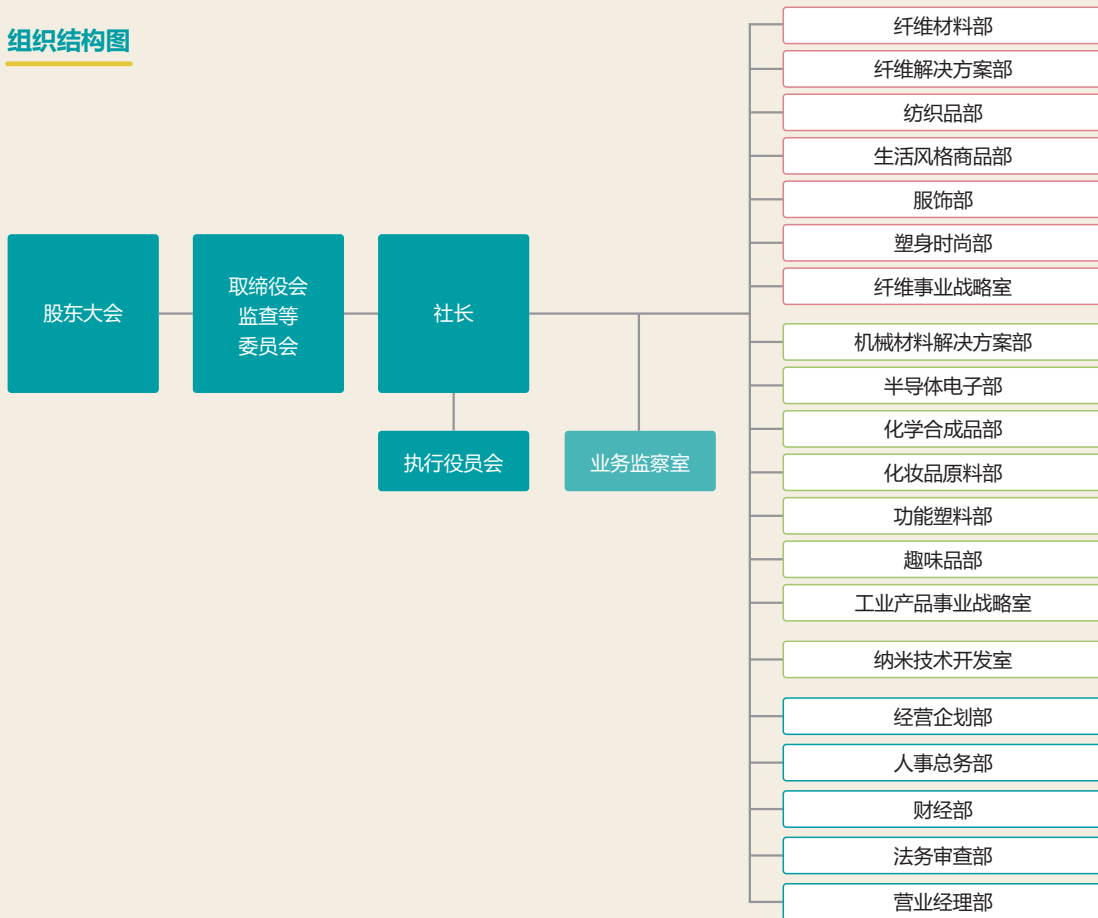 组织结构图
股东大会
取缔役会
监查等
委员会
社长
执行役员会
业务监察室
纤维材料部
纤维解决方案部
纺织品部
生活风格商品部
服饰部
塑身时尚部
纤维事业战略室
机械材料解决方案部
半导体电子部
化学合成品部
化妆品原料部
功能塑料部
趣味品部
工业产品事业战略室
纳米技术开发室
经营企划部
人事总务部
财经部
法务审查部
营业经理部